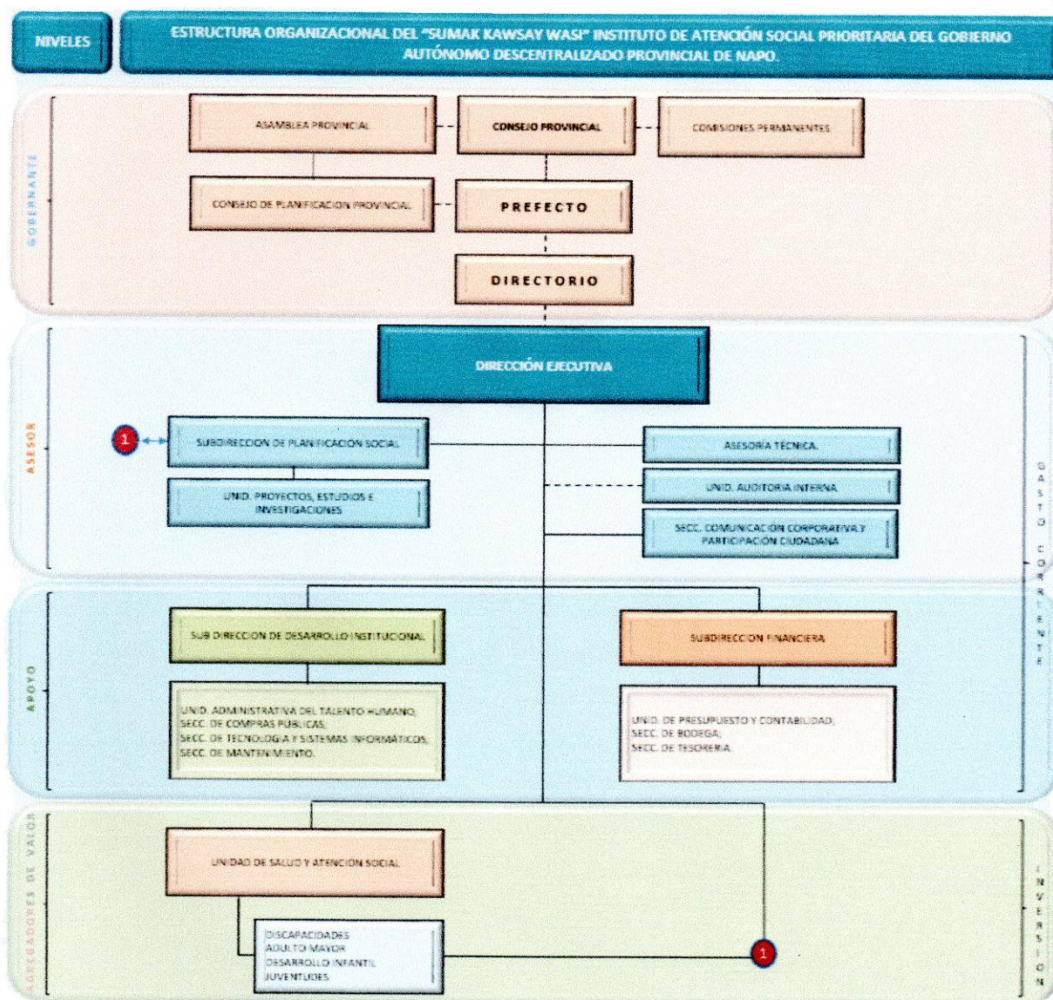 NIVELES
ESTRUCTURA ORGANIZACIONAL DEL "SUMAK KAWSAY WASI" INSTITUTO DE ATENCIÓN SOCIAL PRIORITARIA DEL GOBIERNO
AUTÓNOMO DESCENTRALIZADO PROVINCIAL DE NAPO.
GOBERNANTE
ASAMBLEA PROVINCIAL
CONSEJO PROVINCIAL
COMISIONES PERMANENTES
CONSEJO DE PLANIFICACION PROVINCIAL
PREFECTO
DIRECTORIO
ASESOR
DIRECCIÓN EJECUTIVA
1
SUBDIRECCION DE PLANIFICACION SOCIAL
ASESORÍA TÉCNICA.
UNID. PROYECTOS, ESTUDIOS E
INVESTIGACIONES
UNID. AUDITORIA INTERNA
SECC. COMUNICACIÓN CORPORATIVA Y
PARTICIPACIÓN CIUDADANA
GASTO CORRIENTE
APOYO
SUB DIRECCION DE DESARROLLO INSTITUCIONAL
SUBDIRECCION FINANCIERA
UNID. ADMINISTRATIVA DEL TALENTO HUMANO;
SECC. DE COMPRAS PÚBLICAS;
SECC. DE TECNOLOGIA Y SISTEMAS INFORMÁTICOS;
SECC. DE MANTENIMIENTO.
UNID. DE PRESUPUESTO Y CONTABILIDAD;
SECC. DE BODEGA;
SECC. DE TESORERIA.
AGREGADORES DE VALOR
UNIDAD DE SALUD Y ATENCIÓN SOCIAL
DISCAPACIDADES
ADULTO MAYOR
DESARROLLO INFANTIL
JUVENTUDES
1
INVERSION